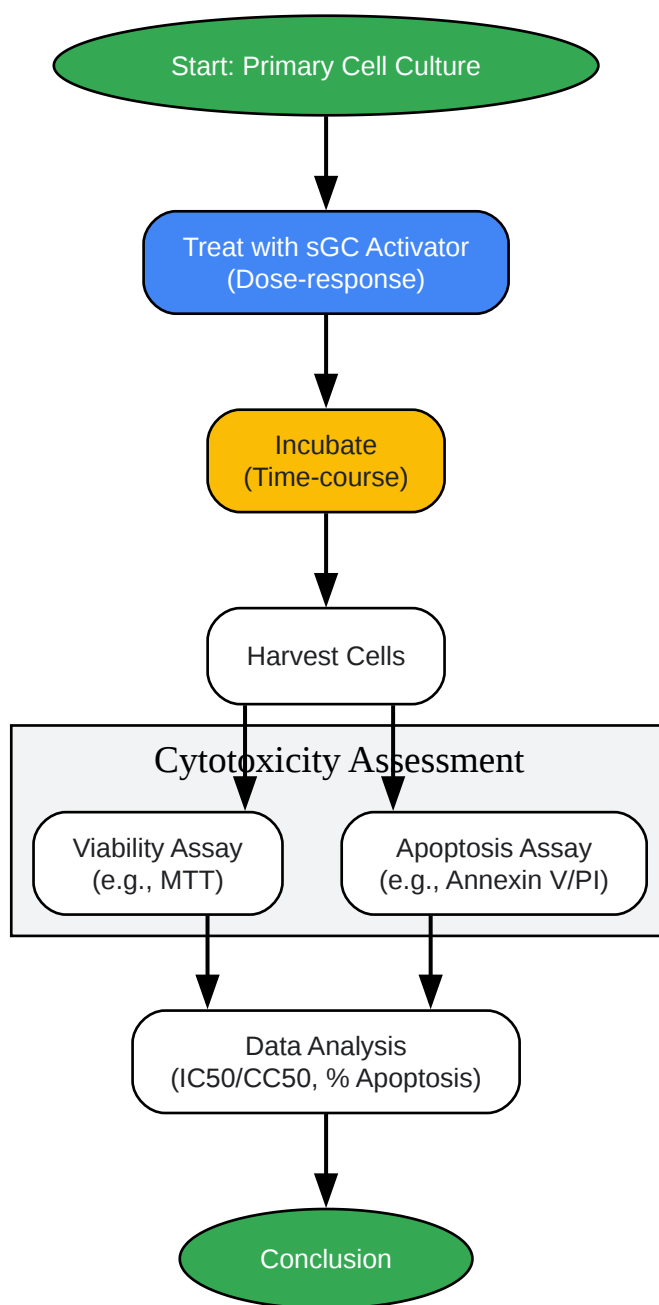 Start: Primary Cell Culture
Treat with sGC Activator
(Dose-response)
Incubate
(Time-course)
Harvest Cells
Cytotoxicity Assessment
Viability Assay
(e.g., MTT)
Apoptosis Assay
(e.g., Annexin V/PI)
Data Analysis
(IC50/CC50, % Apoptosis)
Conclusion